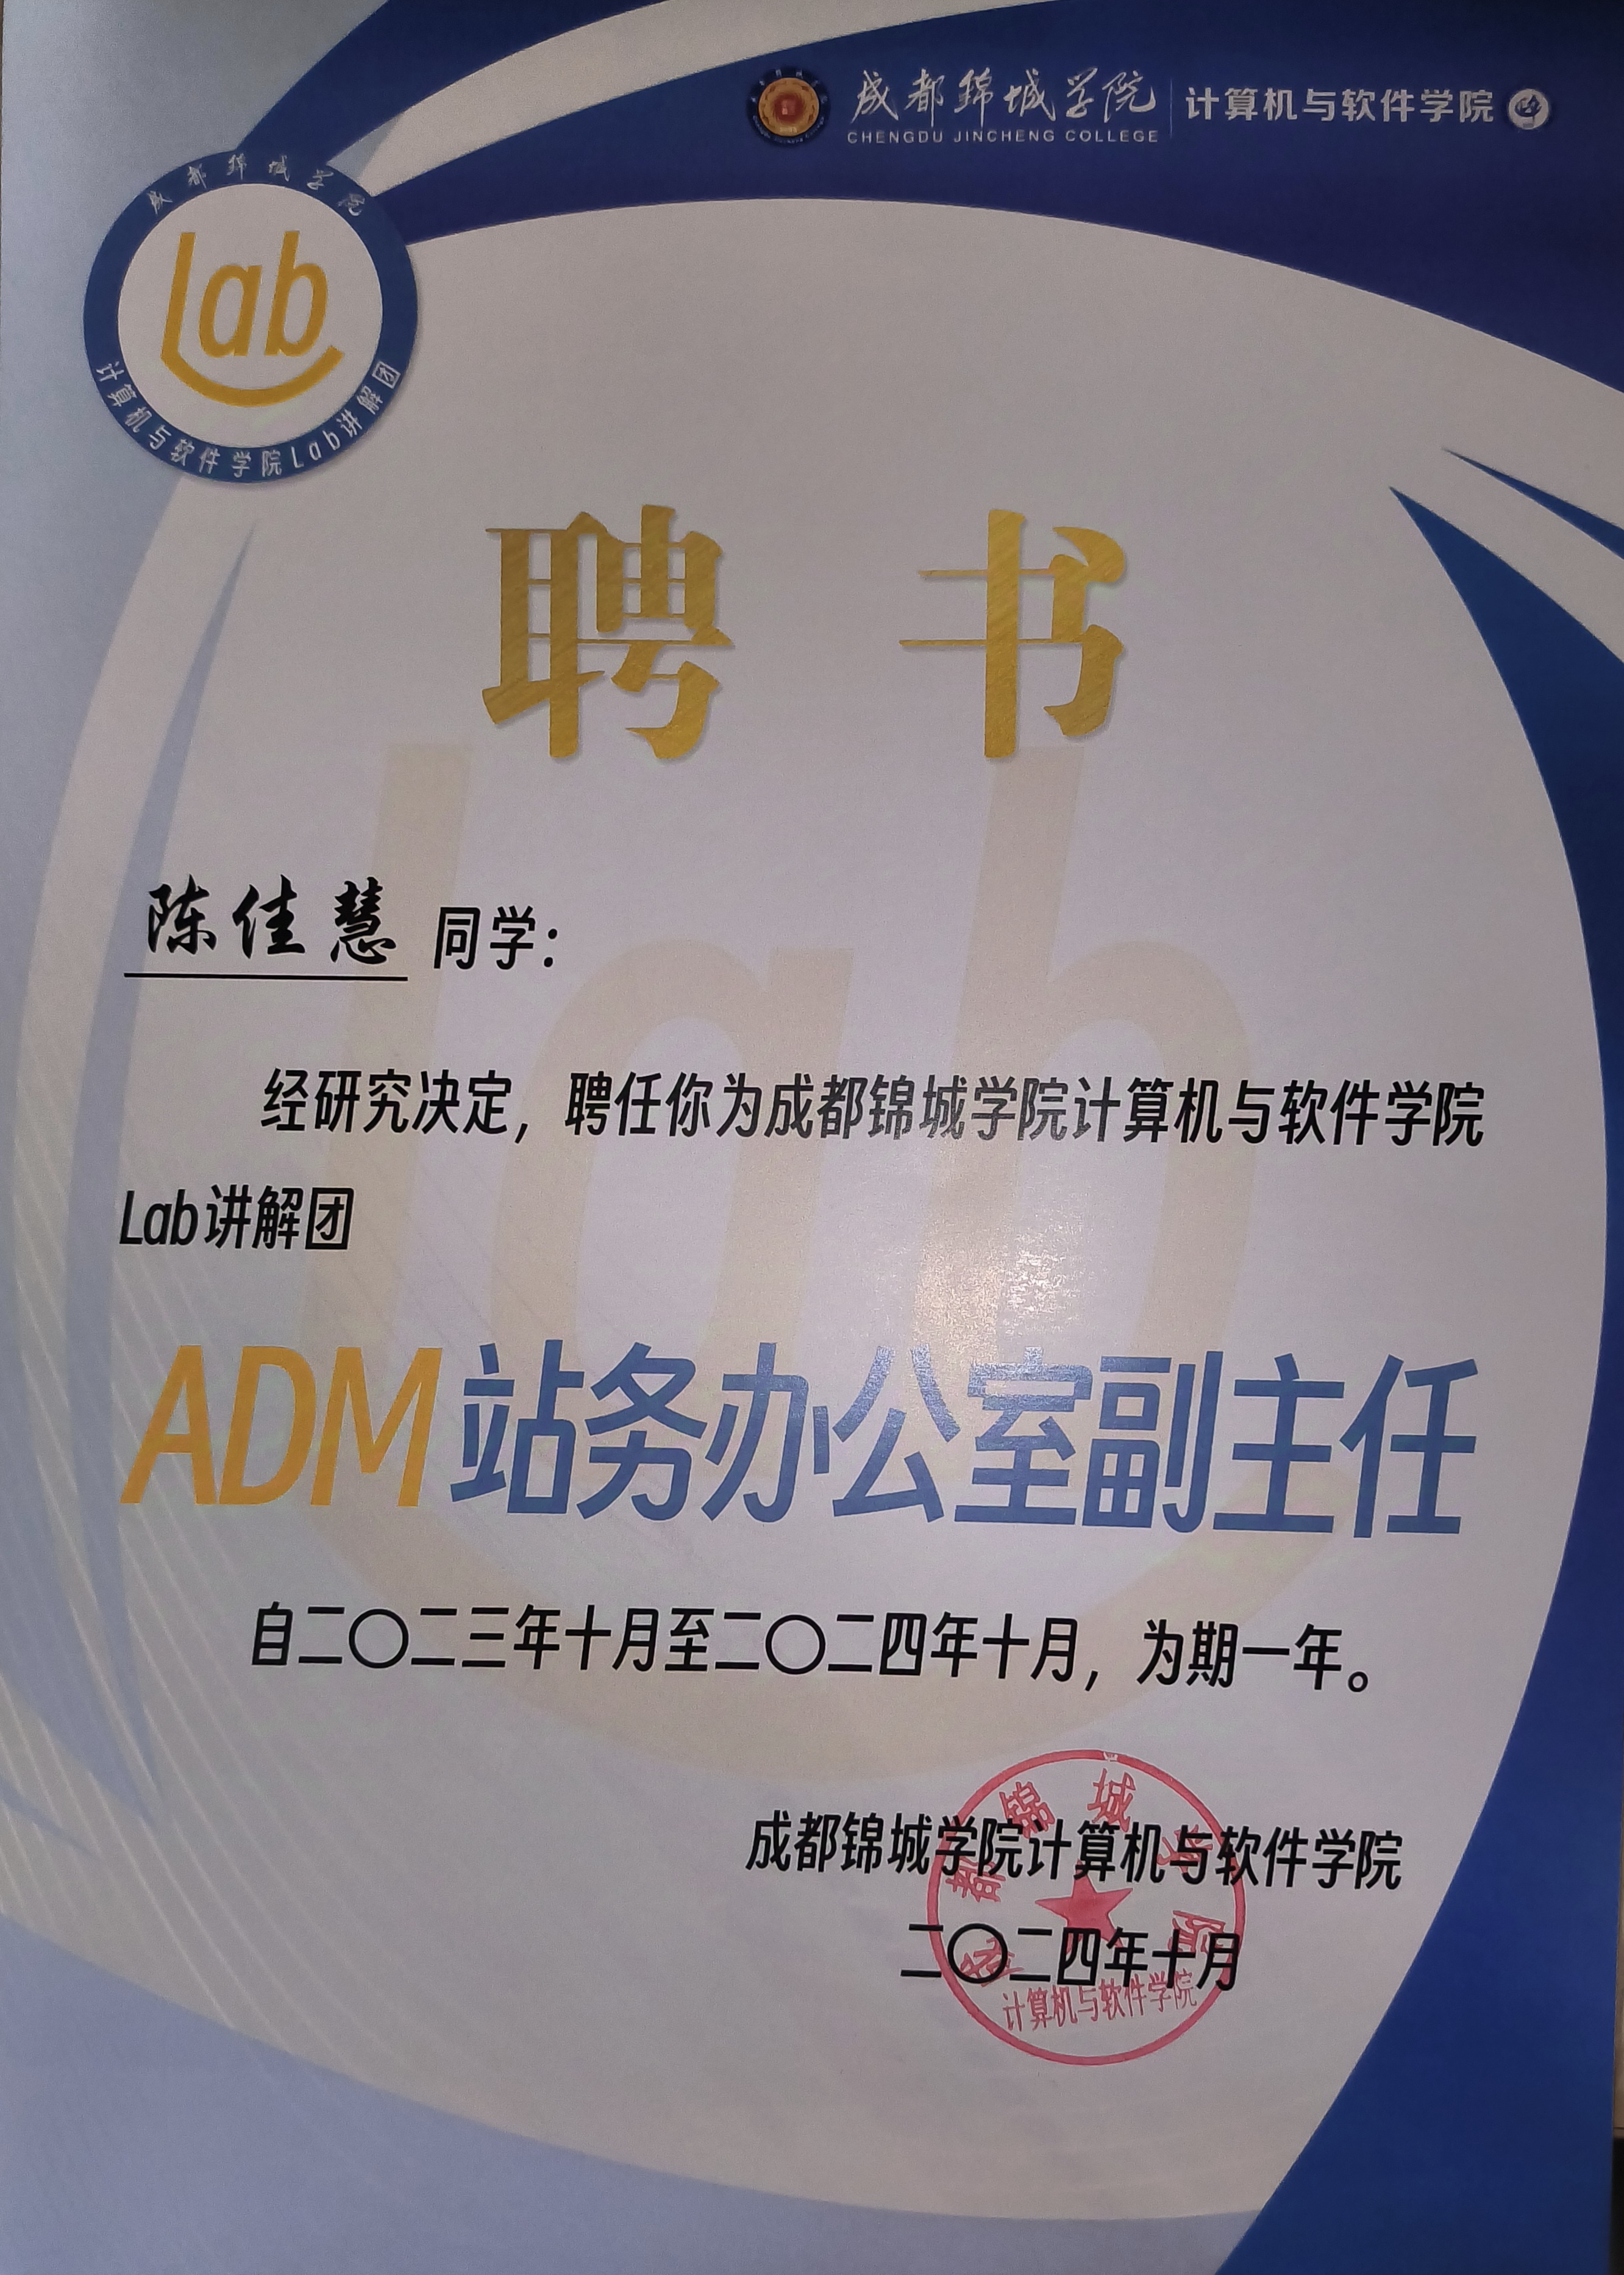 成都锦城学院 计算机与软件学院
CHENGDU JINCHENG COLLEGE
成都锦城学院
Lab
计算机与软件学院Lab讲解团
聘书
陈佳慧 同学：
经研究决定，聘任你为成都锦城学院计算机与软件学院
Lab讲解团
ADM站务办公室副主任
自二〇二三年十月至二〇二四年十月，为期一年。
成都锦城学院计算机与软件学院
二〇二四年十月
成都锦城学院
计算机与软件学院